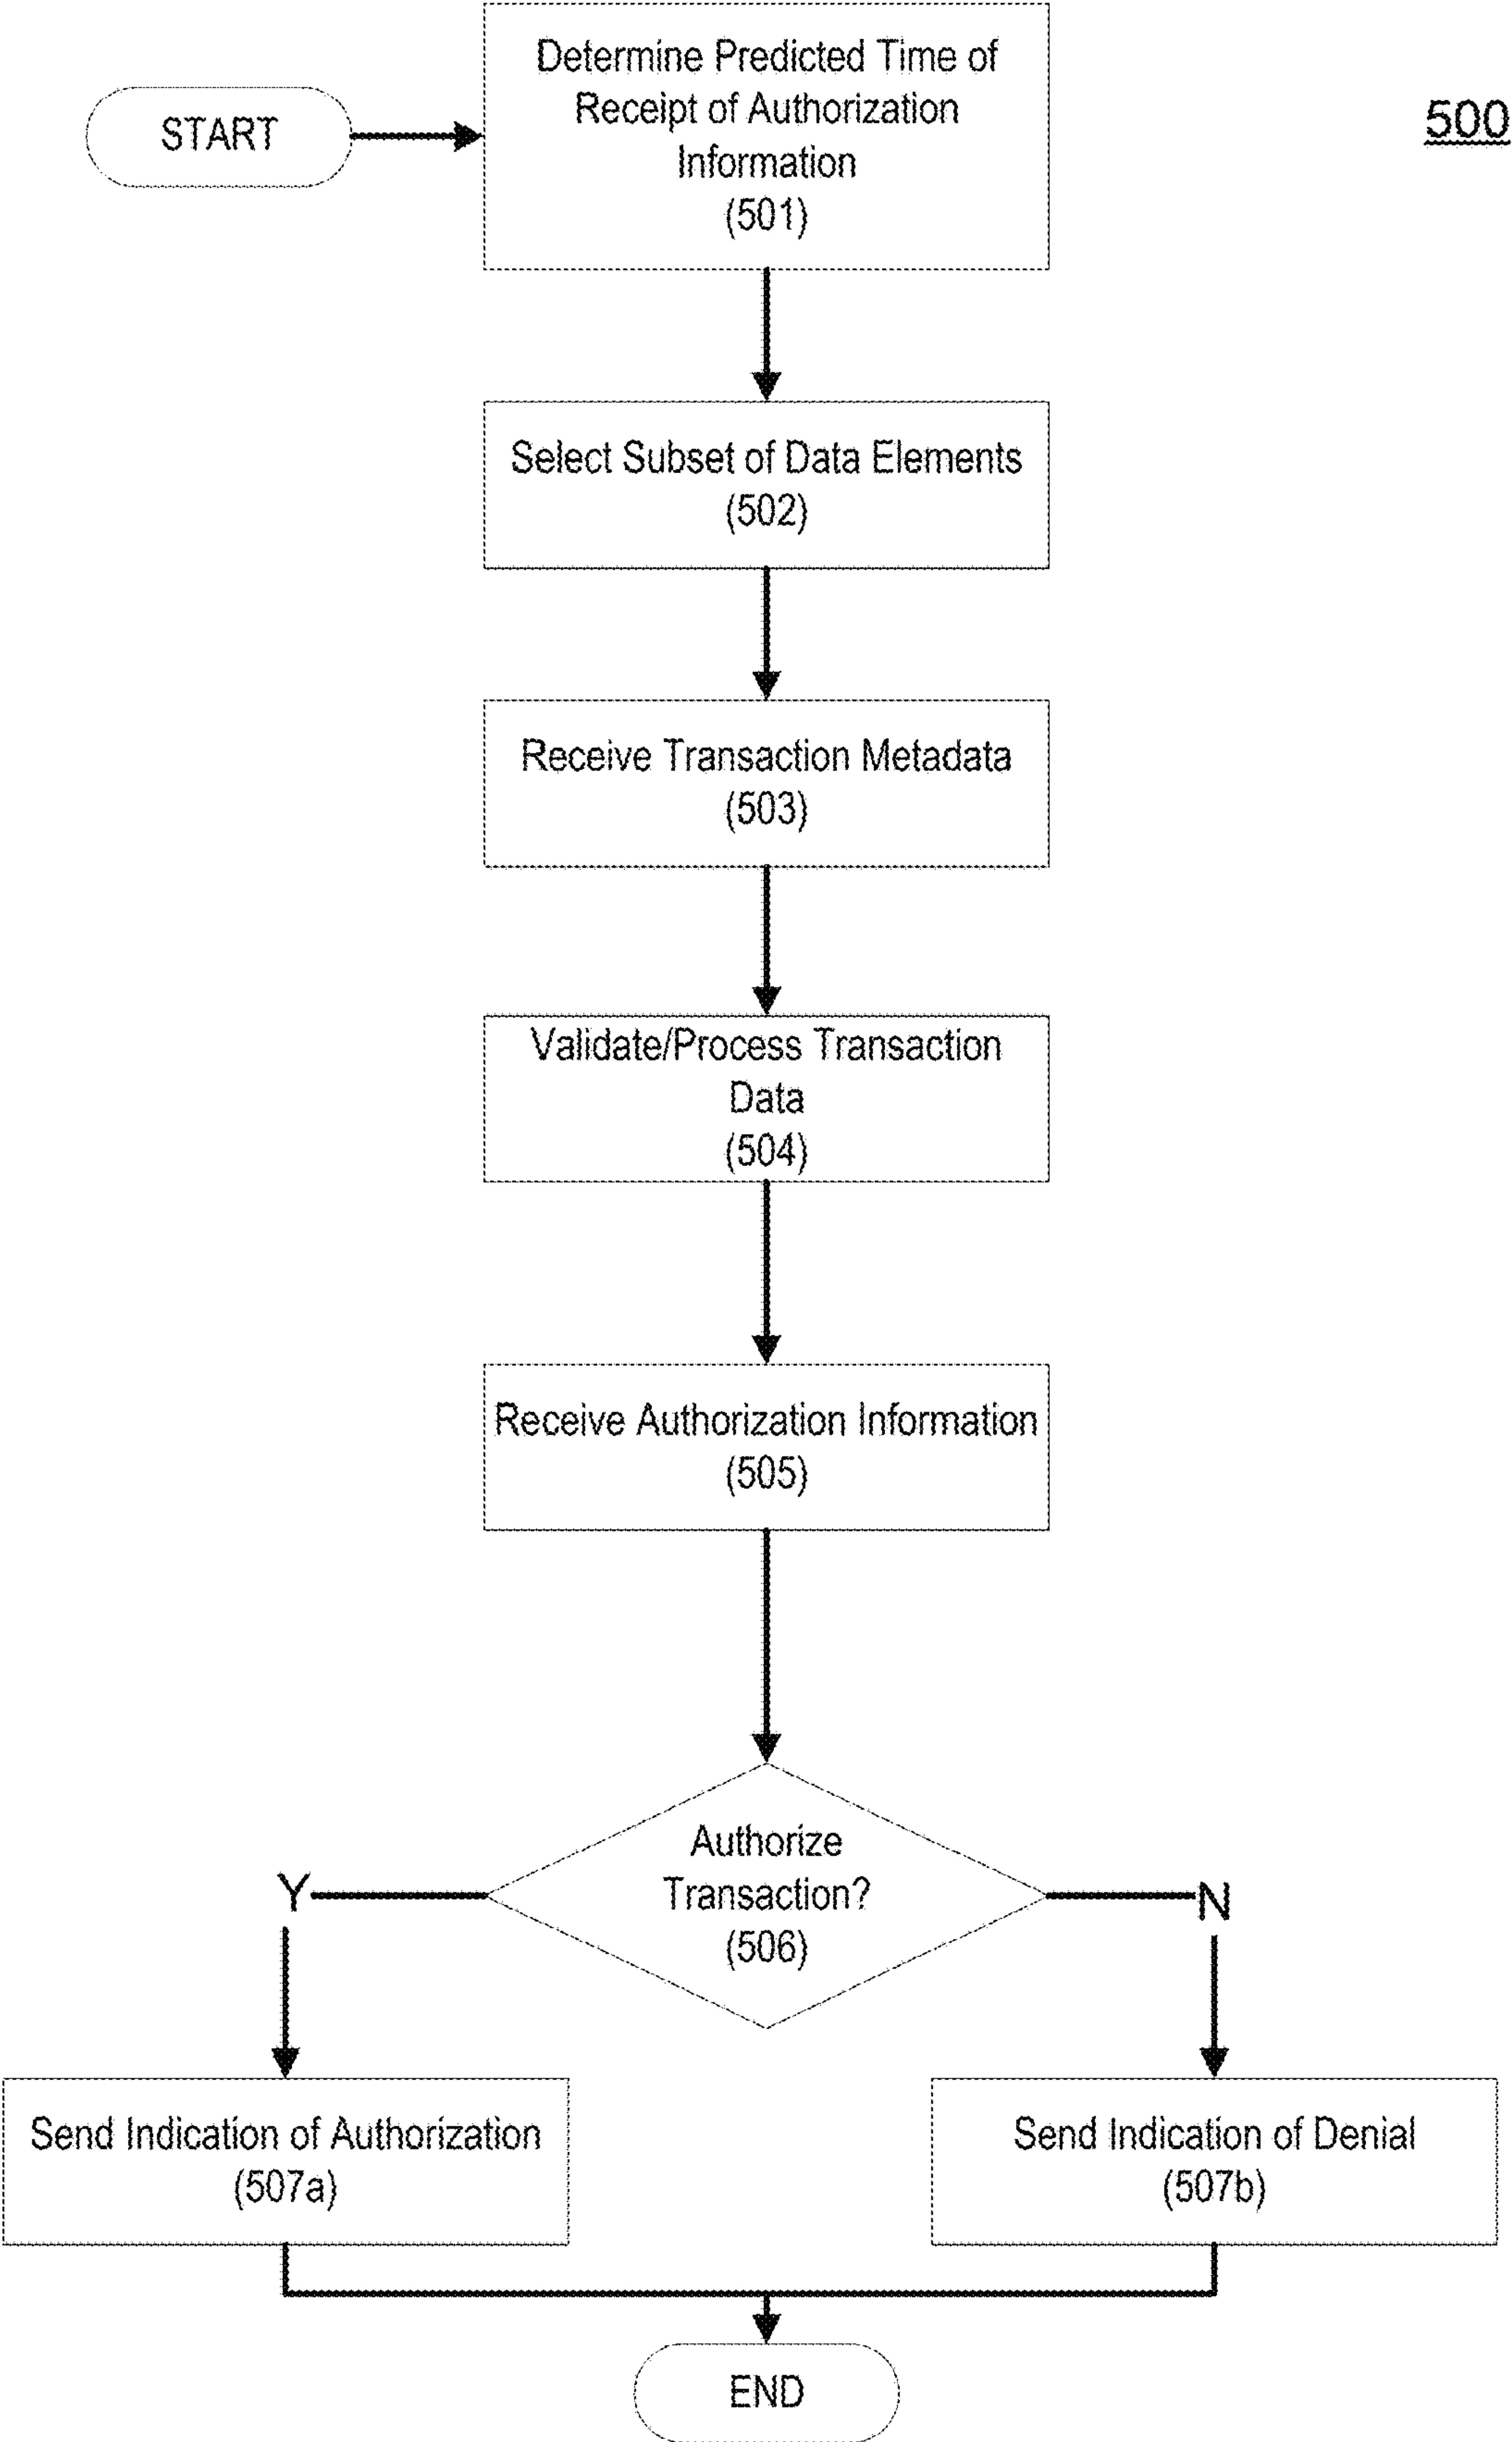 Determine Predicted Time of
Receipt of Authorization
Information
(501)
START
500
Select Subset of Data Elements
(502)
Receive Transaction Metadata
(503)
Validate/Process Transaction
Data
(504)
Receive Authorization Information
(505)
Authorize
Transaction?
(506)
Y
N
Send Indication of Authorization
(507a)
Send Indication of Denial
(507b)
END